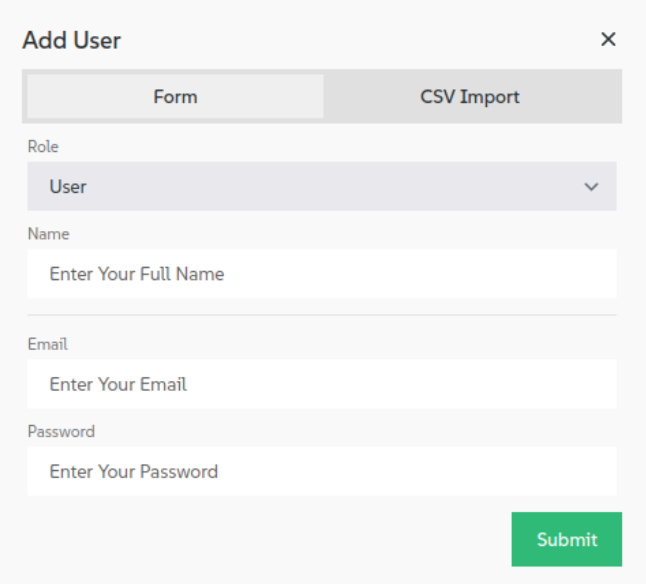 Add User
Form
CSV Import
Role
User
Name
Enter Your Full Name
Email
Enter Your Email
Password
Enter Your Password
Submit